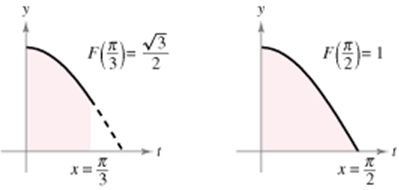 y
F(π/3) = √3/2
t
x = π/3
y
F(π/2) = 1
t
x = π/2